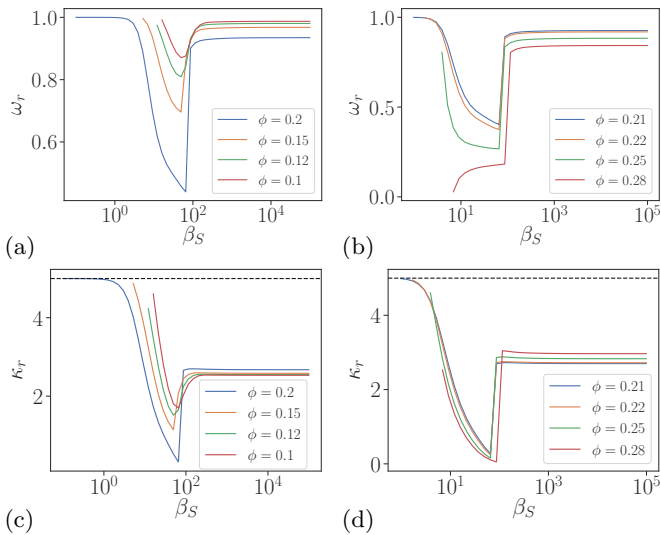 1.0
0.8
0.6
ω_r
ϕ = 0.2
ϕ = 0.15
ϕ = 0.12
ϕ = 0.1
10^0 10^2 10^4
β_S
(a)
1.0
0.5
0.0
ω_r
ϕ = 0.21
ϕ = 0.22
ϕ = 0.25
ϕ = 0.28
10^1 10^3 10^5
β_S
(b)
4
2
κ_r
ϕ = 0.2
ϕ = 0.15
ϕ = 0.12
ϕ = 0.1
10^0 10^2 10^4
β_S
(c)
4
2
0
κ_r
ϕ = 0.21
ϕ = 0.22
ϕ = 0.25
ϕ = 0.28
10^1 10^3 10^5
β_S
(d)